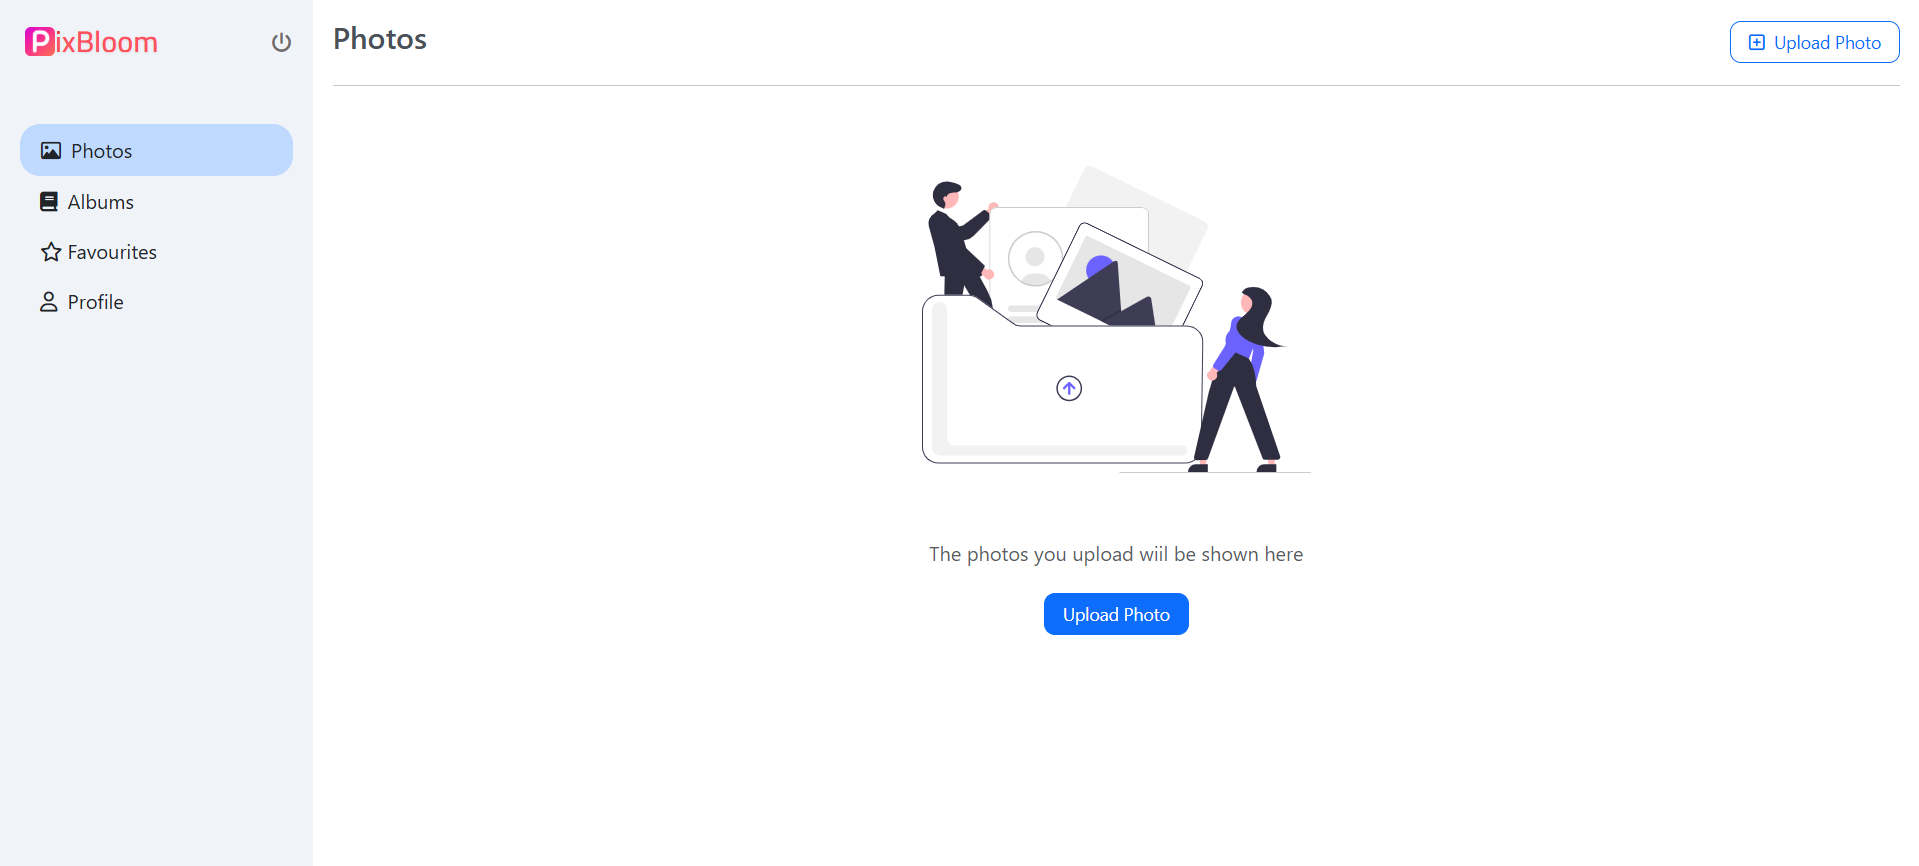 PixBloom
Photos
Upload Photo
Photos
Albums
Favourites
Profile
The photos you upload wiil be shown here
Upload Photo